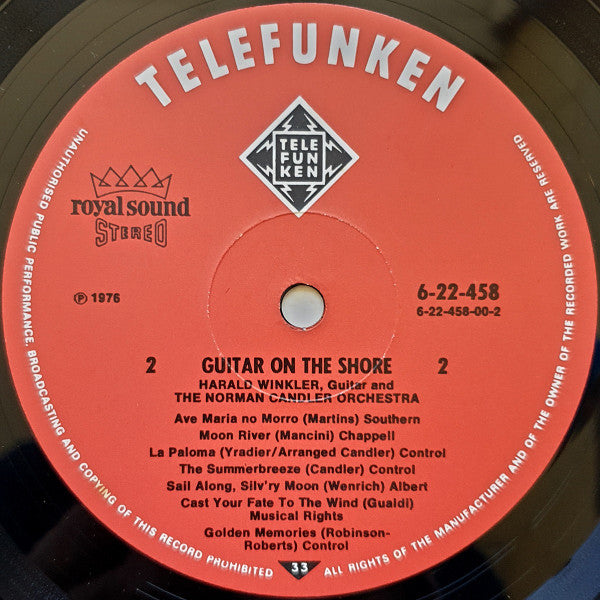 TELEFUNKEN
TELE
FUN
KEN
royal sound
STEREO
℗ 1976
6-22-458
6-22-458-00-2
2 GUITAR ON THE SHORE 2
HARALD WINKLER, Guitar and
THE NORMAN CANDLER ORCHESTRA
Ave Maria no Morro (Martins) Southern
Moon River (Mancini) Chappell
La Paloma (Yradier/Arranged Candler) Control
The Summerbreeze (Candler) Control
Sail Along, Silv'ry Moon (Wenrich) Albert
Cast Your Fate To The Wind (Gualdi)
Musical Rights
Golden Memories (Robinson-
Roberts) Control
33
UNAUTHORISED PUBLIC PERFORMANCE, BROADCASTING AND COPYING OF THIS RECORD PROHIBITED
ALL RIGHTS OF THE MANUFACTURER AND OF THE OWNER OF THE RECORDED WORK ARE RESERVED